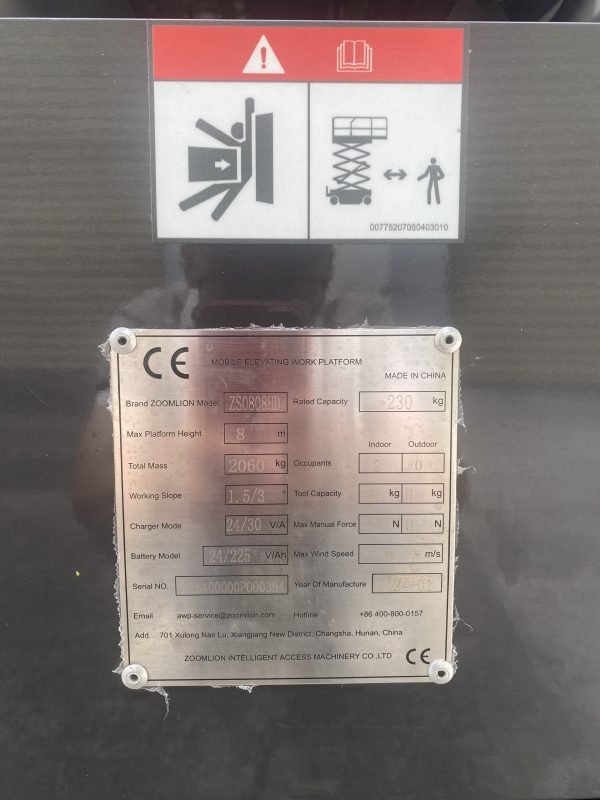 00775207050403010
CE MOBILE ELEVATING WORK PLATFORM
MADE IN CHINA
Brand ZOOMLION Model ZS0808HD Rated Capacity 230 kg
Max Platform Height 8 m
Indoor Outdoor
Total Mass 2060 kg Occupants 2 0
Working Slope 1.5/3 ° Tool Capacity kg 0 kg
Charger Mode 24/30 V/A Max Manual Force N N
Battery Model 24/225 V/Ah Max Wind Speed 0 m/s
Serial NO. Year Of Manufacture
Email awp-service@zoomlion.com Hotline +86 400-800-0157
Add: 701 Xulong Nan Lu, Xiangjiang New District, Changsha, Hunan, China
ZOOMLION INTELLIGENT ACCESS MACHINERY CO.,LTD CE